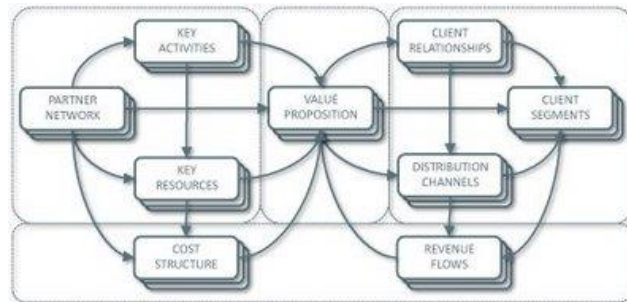 KEY
ACTIVITIES
CLIENT
RELATIONSHIPS
PARTNER
NETWORK
VALUE
PROPOSITION
CLIENT
SEGMENTS
KEY
RESOURCES
DISTRIBUTION
CHANNELS
COST
STRUCTURE
REVENUE
FLOWS